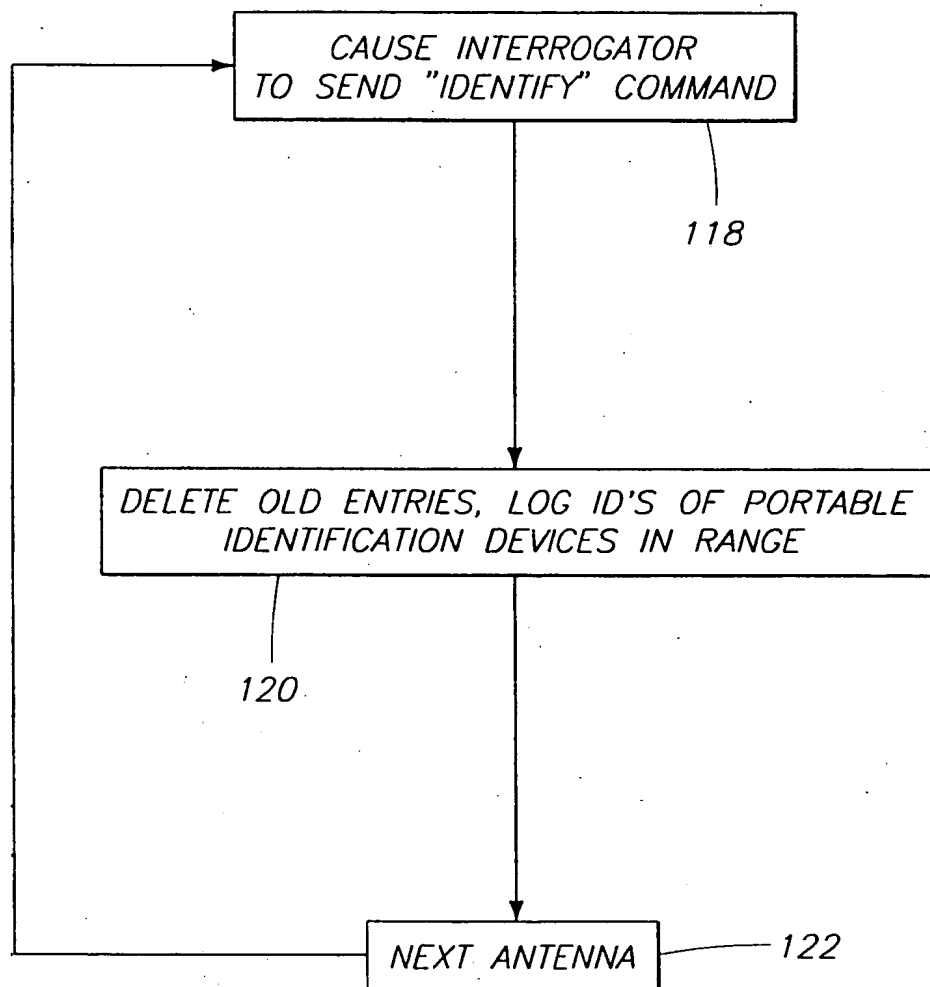 CAUSE INTERROGATOR
TO SEND "IDENTIFY" COMMAND
118
DELETE OLD ENTRIES, LOG ID'S OF PORTABLE
IDENTIFICATION DEVICES IN RANGE
120
NEXT ANTENNA
122